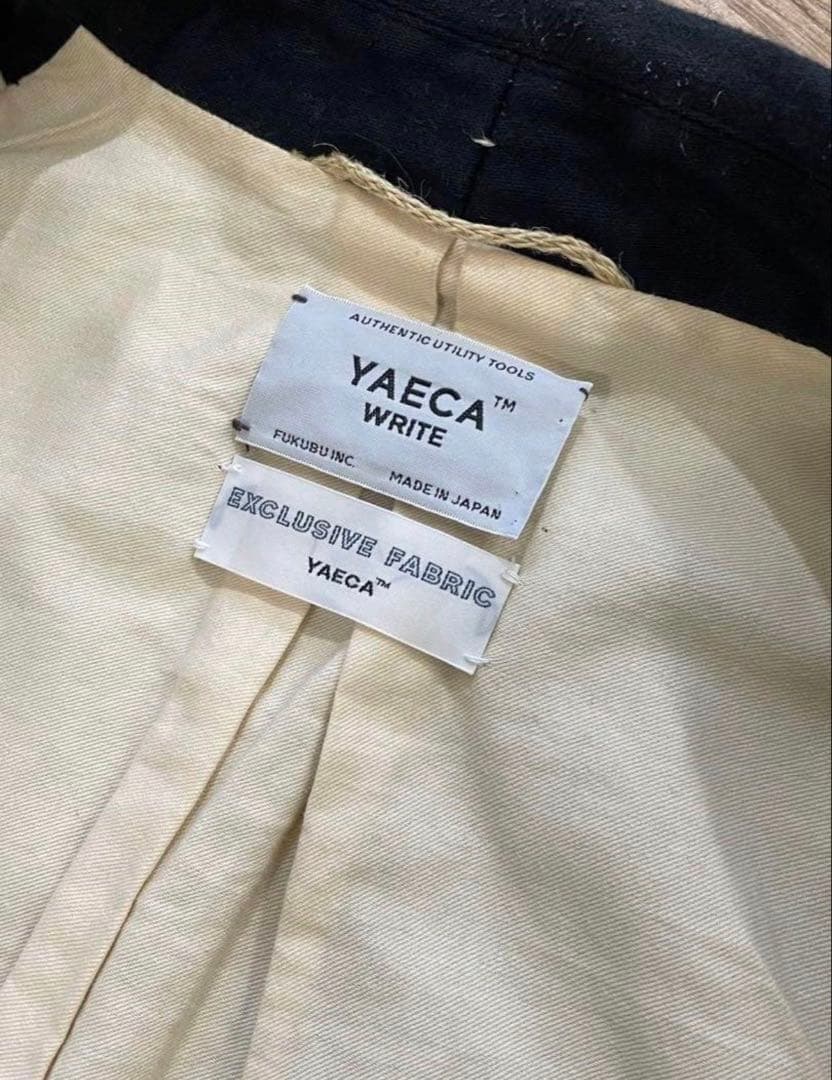 AUTHENTIC UTILITY TOOLS
YAECA™
WRITE
FUKUBU INC. MADE IN JAPAN
EXCLUSIVE FABRIC
YAECA™